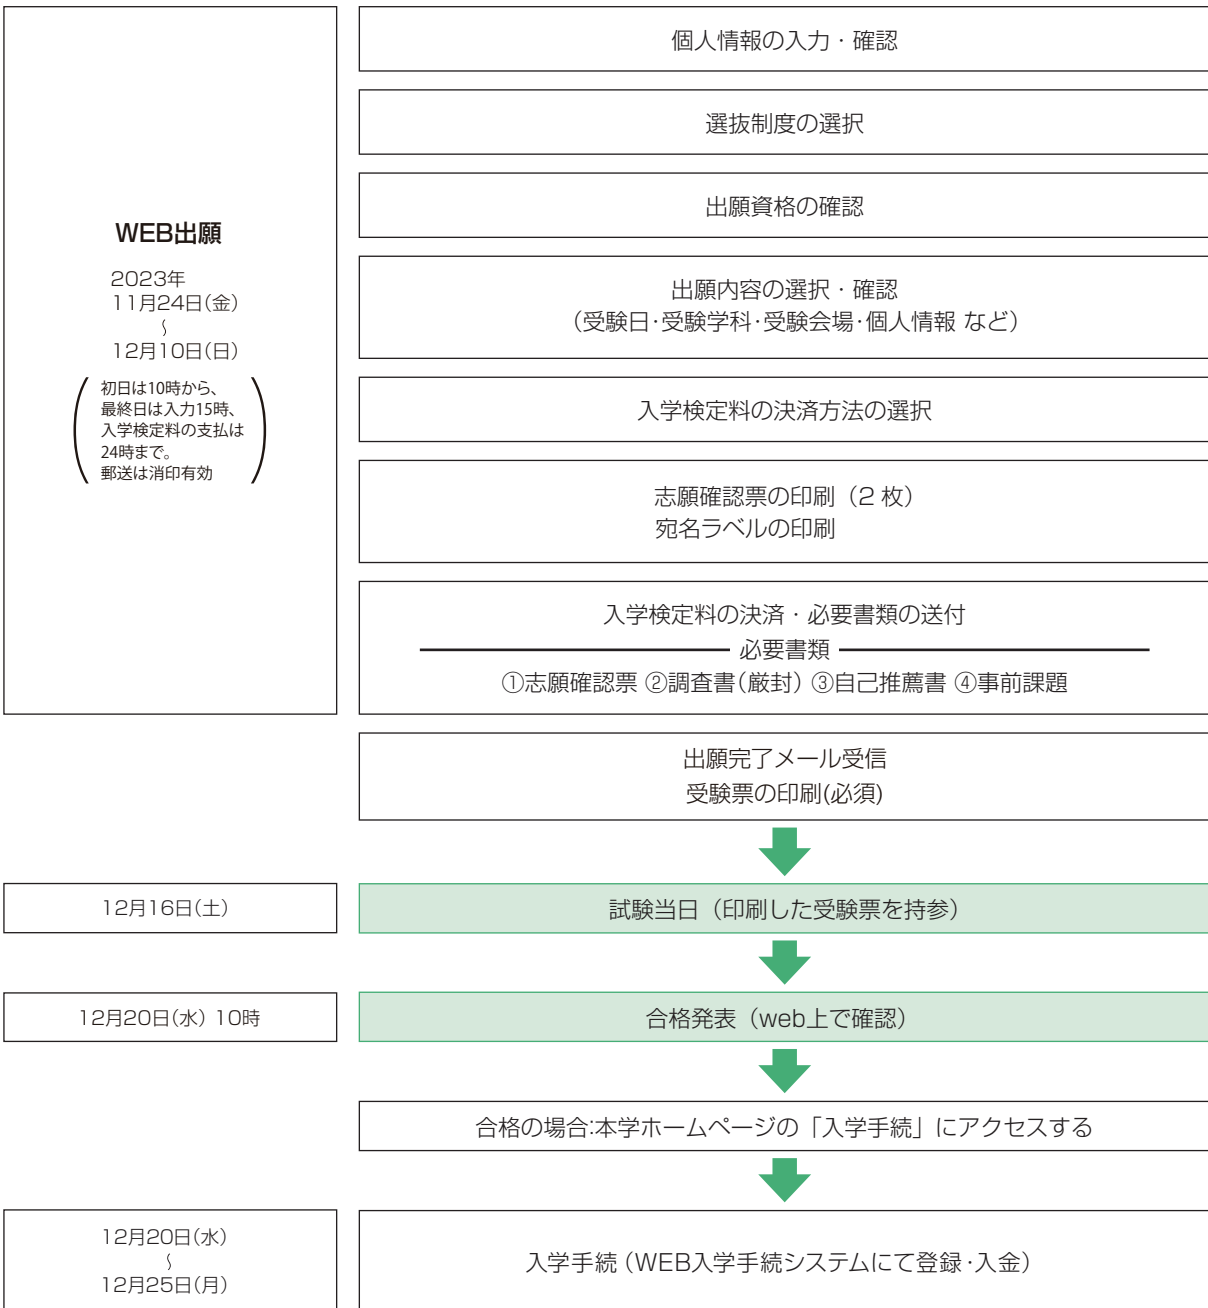 WEB出願
2023年
11月24日(金)
〜
12月10日(日)
初日は10時から、
最終日は入力15時、
入学検定料の支払は
24時まで。
郵送は消印有効
個人情報の入力・確認
選抜制度の選択
出願資格の確認
出願内容の選択・確認
(受験日・受験学科・受験会場・個人情報 など)
入学検定料の決済方法の選択
志願確認票の印刷（2 枚）
宛名ラベルの印刷
入学検定料の決済・必要書類の送付
必要書類
①志願確認票 ②調査書(厳封) ③自己推薦書 ④事前課題
出願完了メール受信
受験票の印刷(必須)
12月16日(土)
試験当日（印刷した受験票を持参）
12月20日(水) 10時
合格発表（web上で確認）
合格の場合:本学ホームページの「入学手続」にアクセスする
12月20日(水)
〜
12月25日(月)
入学手続(WEB入学手続システムにて登録・入金)